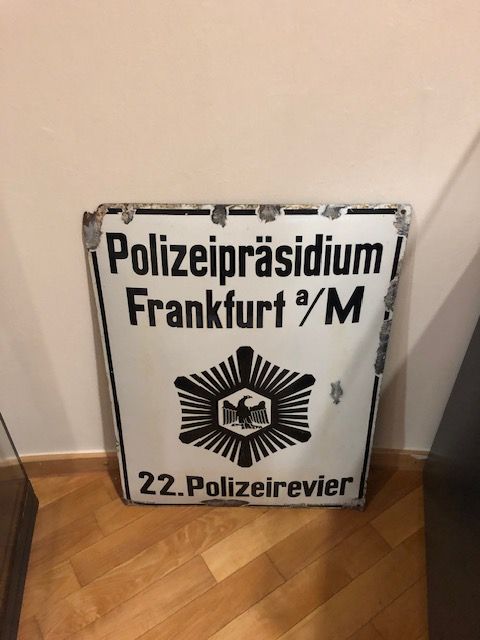 Polizeipräsidium
Frankfurt a/M
22. Polizeirevier